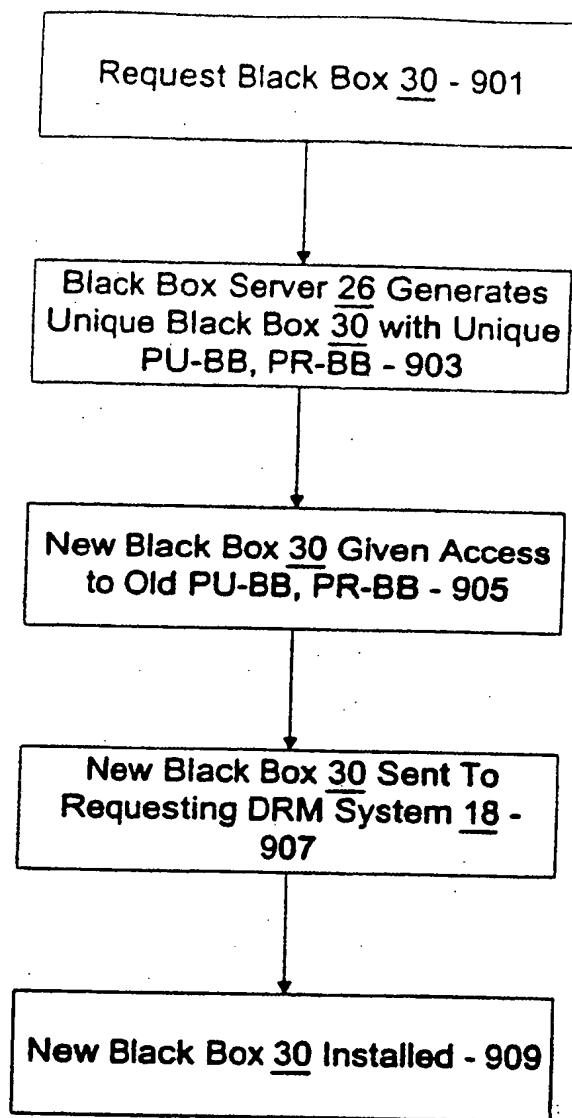 Request Black Box 30 - 901
Black Box Server 26 Generates
Unique Black Box 30 with Unique
PU-BB, PR-BB - 903
New Black Box 30 Given Access
to Old PU-BB, PR-BB - 905
New Black Box 30 Sent To
Requesting DRM System 18 -
907
New Black Box 30 Installed - 909